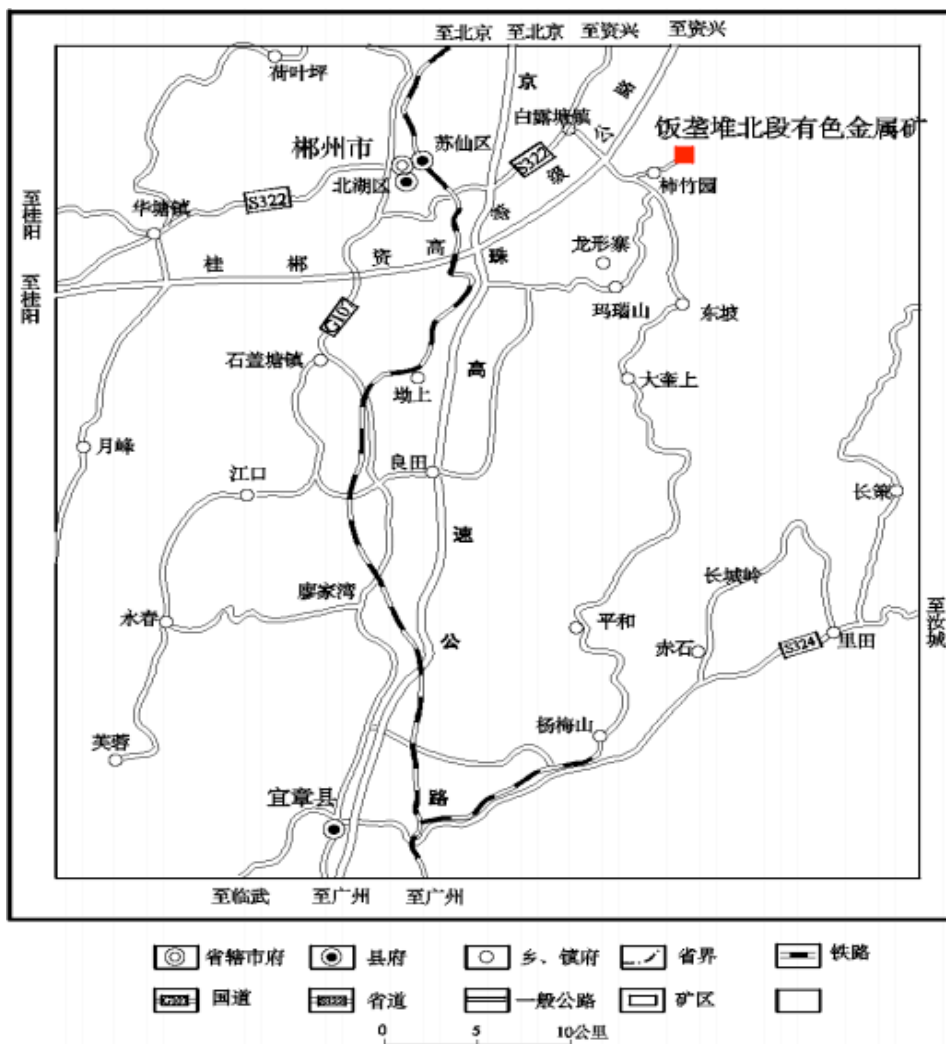 至北京 至北京 至资兴 至资兴
荷叶坪
京
路
白露塘镇
公
饭垄堆北段有色金属矿
郴州市
苏仙区
S322
柿竹园
北湖区
骏
至桂阳
S322
华塘镇
高
珠
龙形寨
桂 郴 资
至桂阳
G107
玛瑙山
东坡
石盖塘镇
高
坳上
大奎上
月峰
江口
良田
长策
速
长城岭
廖家湾
至汝城
永春
平和
公
赤石
S324
里田
杨梅山
芙蓉
宜章县
路
至临武 至广州 至广州
省辖市府 县府 乡、镇府 省界 铁路
国道 S322 省道 一般公路 矿区
0 5 10公里